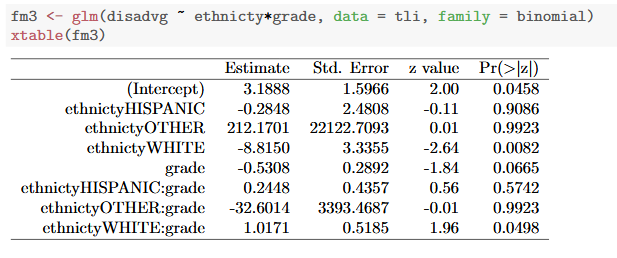 fm3 <- glm(disadvg ~ ethnicty*grade, data = tli, family = binomial)
xtable(fm3)
Estimate Std. Error z value Pr(>|z|)
(Intercept) 3.1888 1.5966 2.00 0.0458
ethnictyHISPANIC -0.2848 2.4808 -0.11 0.9086
ethnictyOTHER 212.1701 22122.7093 0.01 0.9923
ethnictyWHITE -8.8150 3.3355 -2.64 0.0082
grade -0.5308 0.2892 -1.84 0.0665
ethnictyHISPANIC:grade 0.2448 0.4357 0.56 0.5742
ethnictyOTHER:grade -32.6014 3393.4687 -0.01 0.9923
ethnictyWHITE:grade 1.0171 0.5185 1.96 0.0498